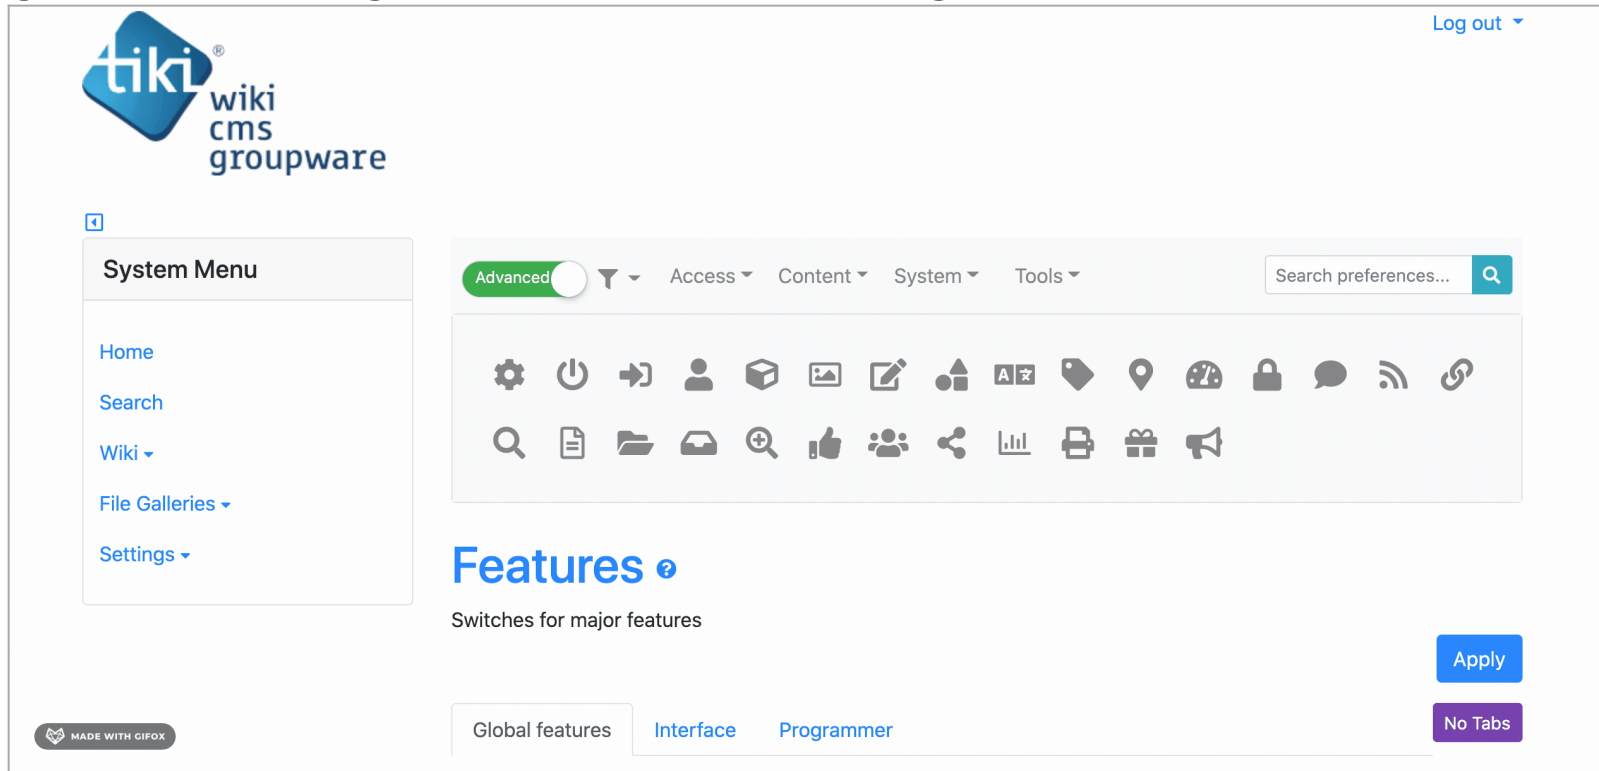 Log out
tiki®
wiki
cms
groupware
System Menu
Home
Search
Wiki
File Galleries
Settings
Advanced
Access
Content
System
Tools
Search preferences...
A
Features
Switches for major features
Apply
Global features
Interface
Programmer
No Tabs
MADE WITH GIFOX